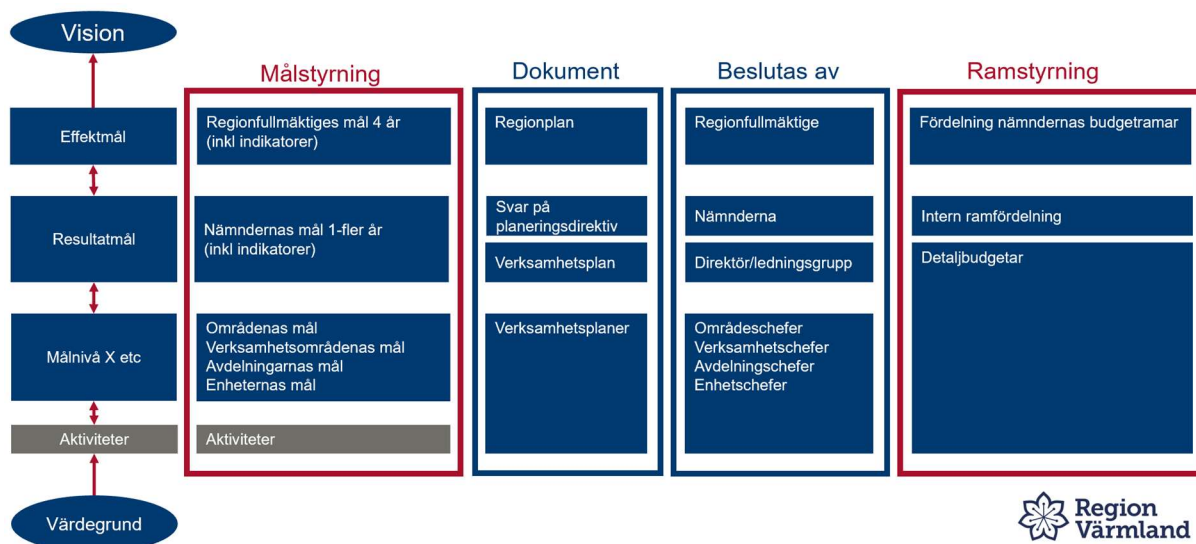 Vision
Målstyrning
Dokument
Beslutas av
Ramstyrning
Effektmål
Regionfullmäktiges mål 4 år
(inkl indikatorer)
Regionplan
Regionfullmäktige
Fördelning nämndernas budgetramar
Resultatmål
Nämndernas mål 1-fler år
(inkl indikatorer)
Svar på
planeringsdirektiv
Nämnderna
Intern ramfördelning
Verksamhetsplan
Direktör/ledningsgrupp
Detaljbudgetar
Målnivå X etc
Områdenas mål
Verksamhetsområdenas mål
Avdelningarnas mål
Enheternas mål
Verksamhetsplaner
Områdeschefer
Verksamhetschefer
Avdelningschefer
Enhetschefer
Aktiviteter
Aktiviteter
Värdegrund
Region
Värmland